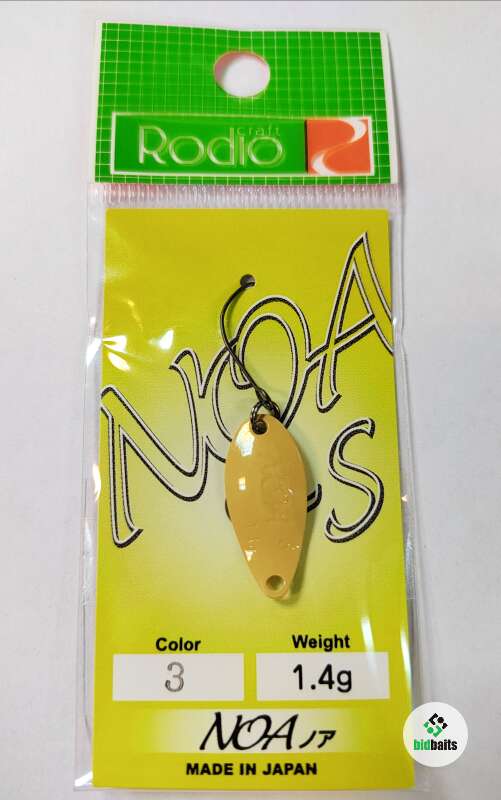 craft
Rodio
NOA
S
Color
Weight
3
1.4g
NOA ノア
MADE IN JAPAN
bidbaits